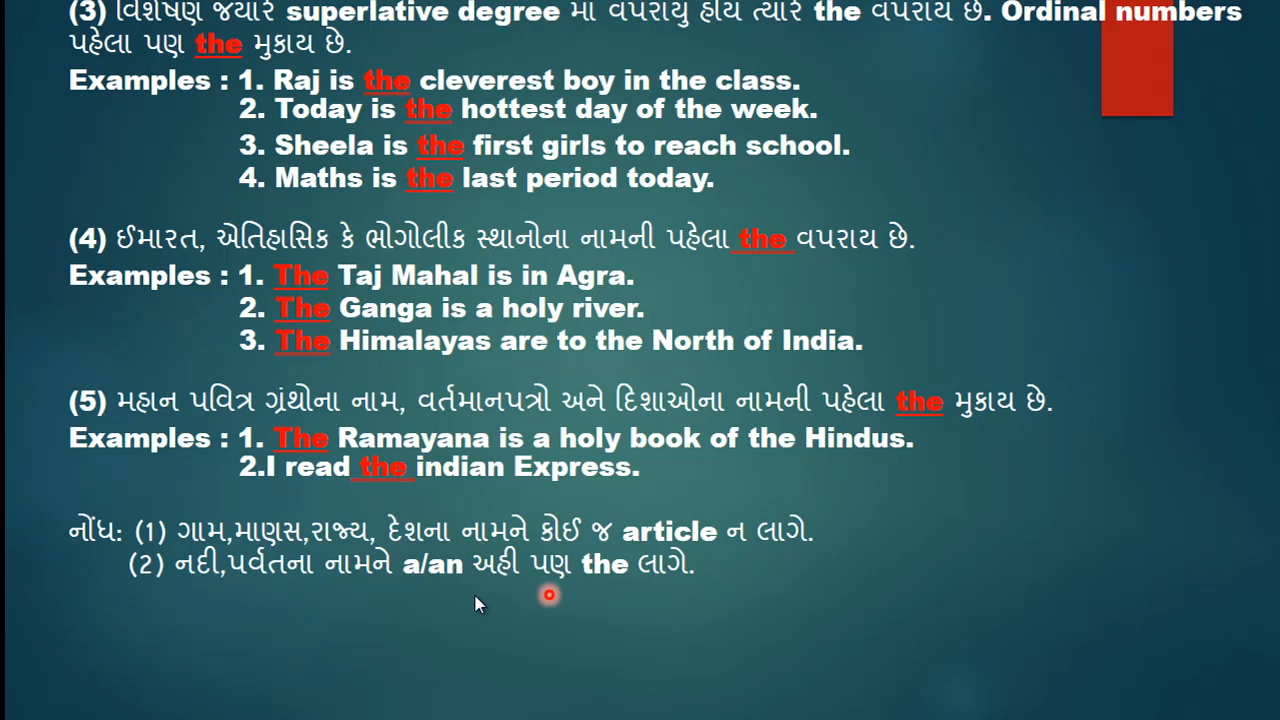 (3) વિશેષણ જયારે superlative degree માં વપરાયું હોય ત્યારે the વપરાય છે. Ordinal numbers
પહેલા પણ the મુકાય છે.
Examples : 1. Raj is the cleverest boy in the class.
2. Today is the hottest day of the week.
3. Sheela is the first girls to reach school.
4. Maths is the last period today.
(4) ઈમારત, ઐતિહાસિક કે ભોગોલીક સ્થાનોના નામની પહેલા the વપરાય છે.
Examples : 1. The Taj Mahal is in Agra.
2. The Ganga is a holy river.
3. The Himalayas are to the North of India.
(5) મહાન પવિત્ર ગ્રંથોના નામ, વર્તમાનપત્રો અને દિશાઓના નામની પહેલા the મુકાય છે.
Examples : 1. The Ramayana is a holy book of the Hindus.
2.I read the indian Express.
નોંધ: (1) ગામ,માણસ,રાજ્ય, દેશના નામને કોઈ જ article ન લાગે.
(2) નદી,પર્વતના નામને a/an અહી પણ the લાગે.